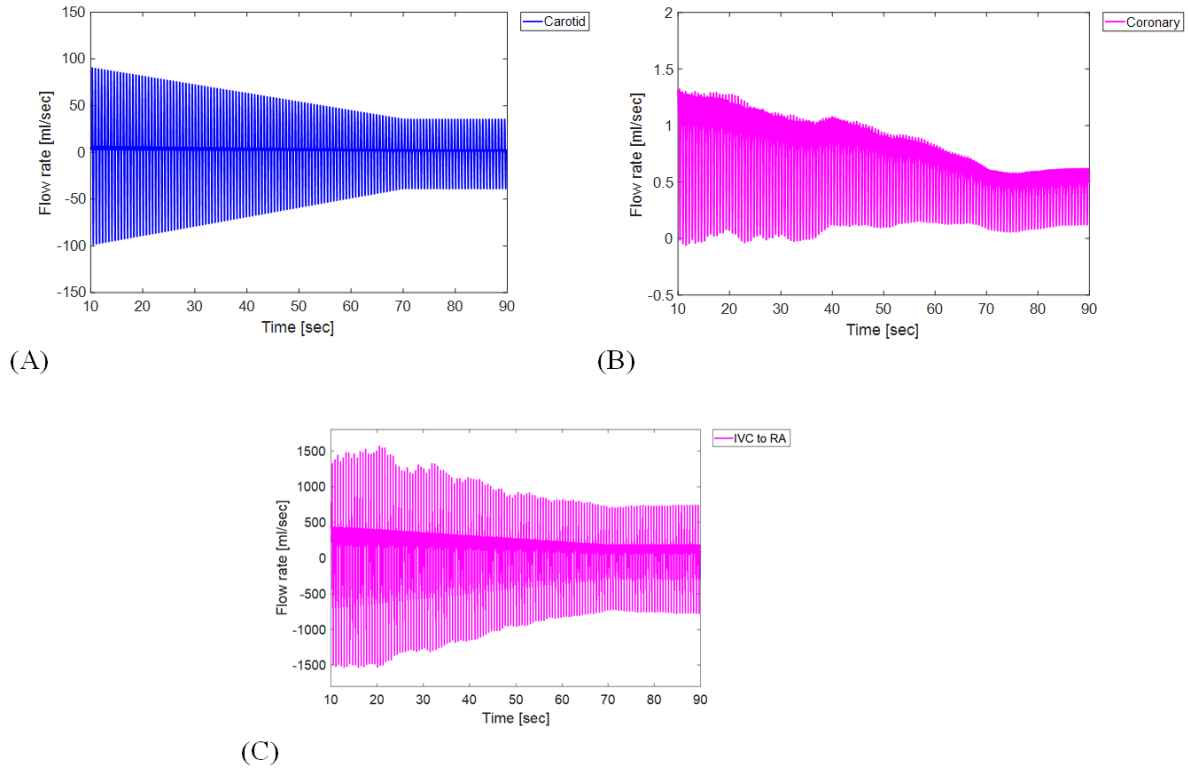 Carotid
150
100
50
0
-50
-100
-150
Flow rate [ml/sec]
10 20 30 40 50 60 70 80 90
Time [sec]
(A)
Coronary
2
1.5
1
0.5
0
-0.5
Flow rate [ml/sec]
10 20 30 40 50 60 70 80 90
Time [sec]
(B)
IVC to RA
1500
1000
500
0
-500
-1000
-1500
Flow rate [ml/sec]
10 20 30 40 50 60 70 80 90
Time [sec]
(C)